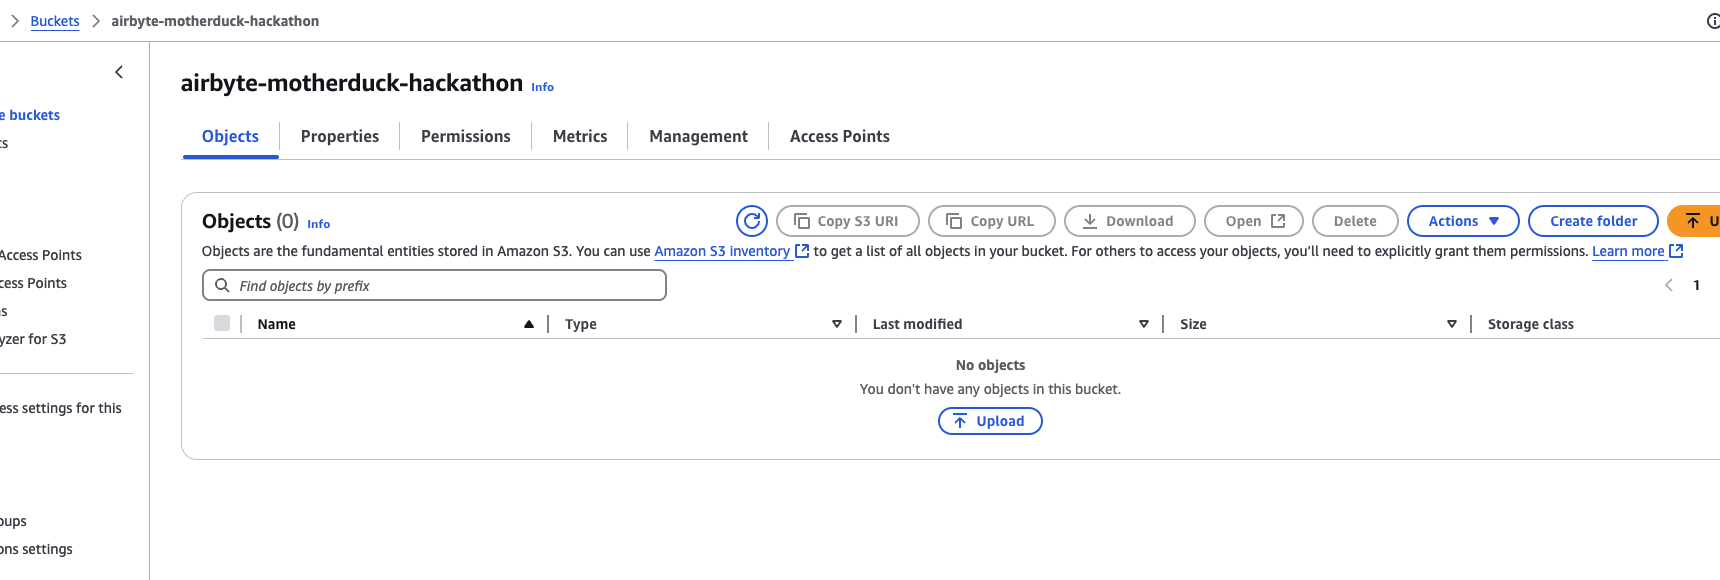 Buckets airbyte-motherduck-hackathon
e buckets
ts
Access Points
cess Points
s
yzer for S3
ess settings for this
oups
ons settings
airbyte-motherduck-hackathon Info
Objects Properties Permissions Metrics Management Access Points
Objects (0) Info Copy S3 URI Copy URL Download Open Delete Actions Create folder U
Objects are the fundamental entities stored in Amazon S3. You can use Amazon S3 inventory to get a list of all objects in your bucket. For others to access your objects, you'll need to explicitly grant them permissions. Learn more
Find objects by prefix 1
Name Type Last modified Size Storage class
No objects
You don't have any objects in this bucket.
Upload